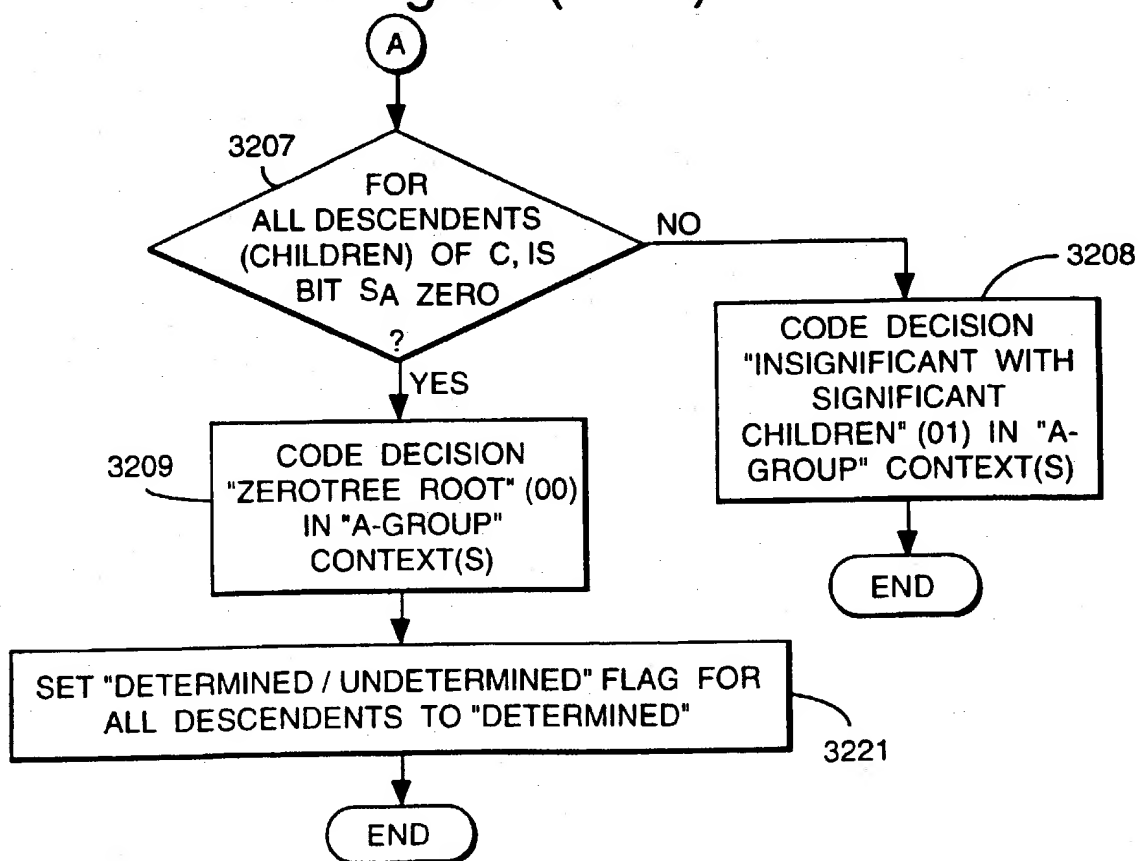 A
3207
FOR
ALL DESCENDENTS
(CHILDREN) OF C, IS
BIT SA ZERO
?
NO
YES
3208
CODE DECISION
"INSIGNIFICANT WITH
SIGNIFICANT
CHILDREN" (01) IN "A-
GROUP" CONTEXT(S)
END
3209
CODE DECISION
"ZEROTREE ROOT" (00)
IN "A-GROUP"
CONTEXT(S)
SET "DETERMINED / UNDETERMINED" FLAG FOR
ALL DESCENDENTS TO "DETERMINED"
3221
END